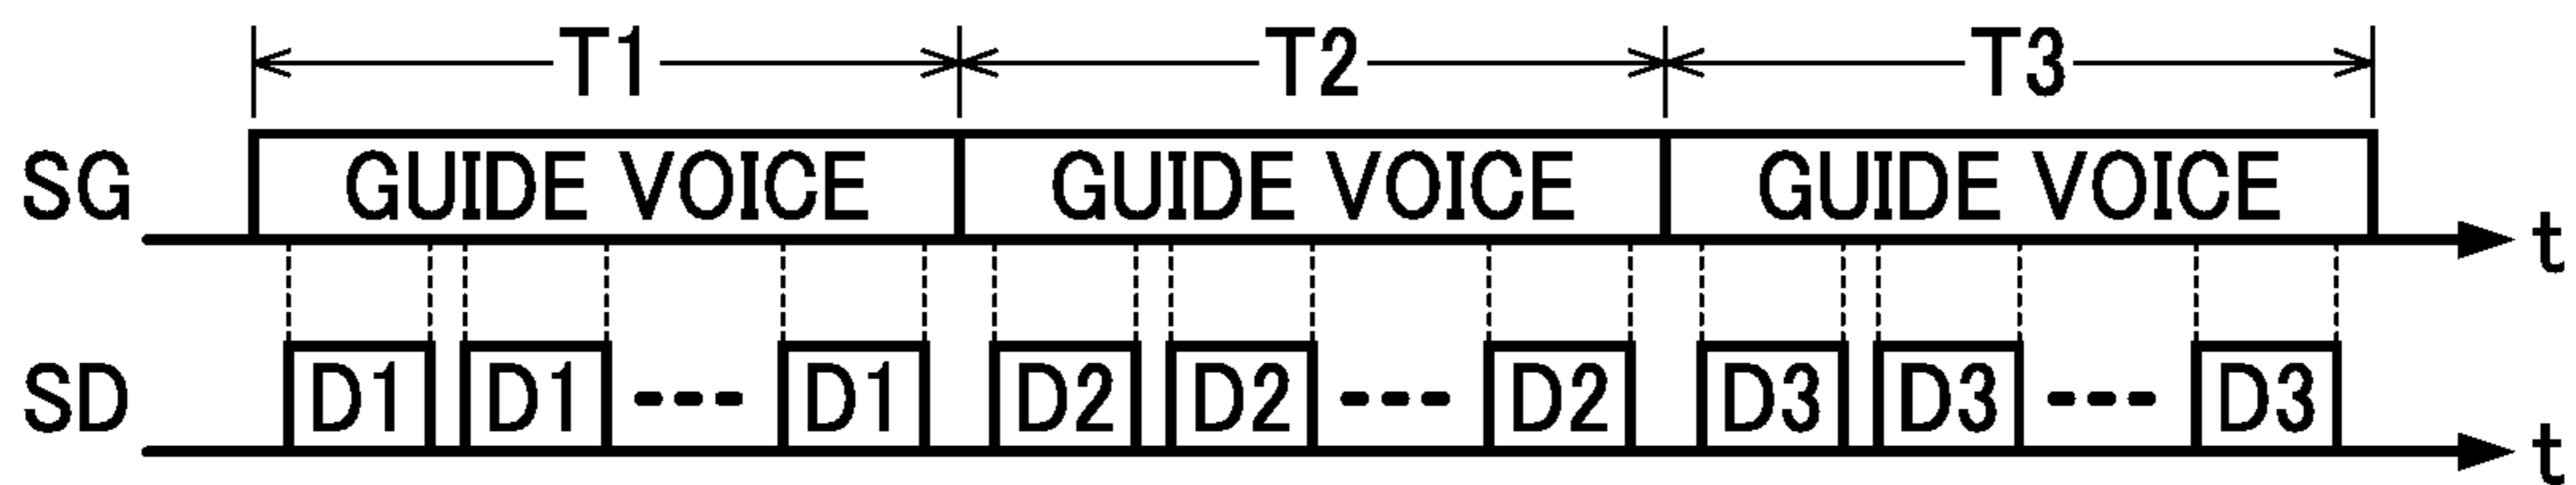 T1 T2 T3
SG GUIDE VOICE GUIDE VOICE GUIDE VOICE t
SD D1 D1 --- D1 D2 D2 --- D2 D3 D3 --- D3 t